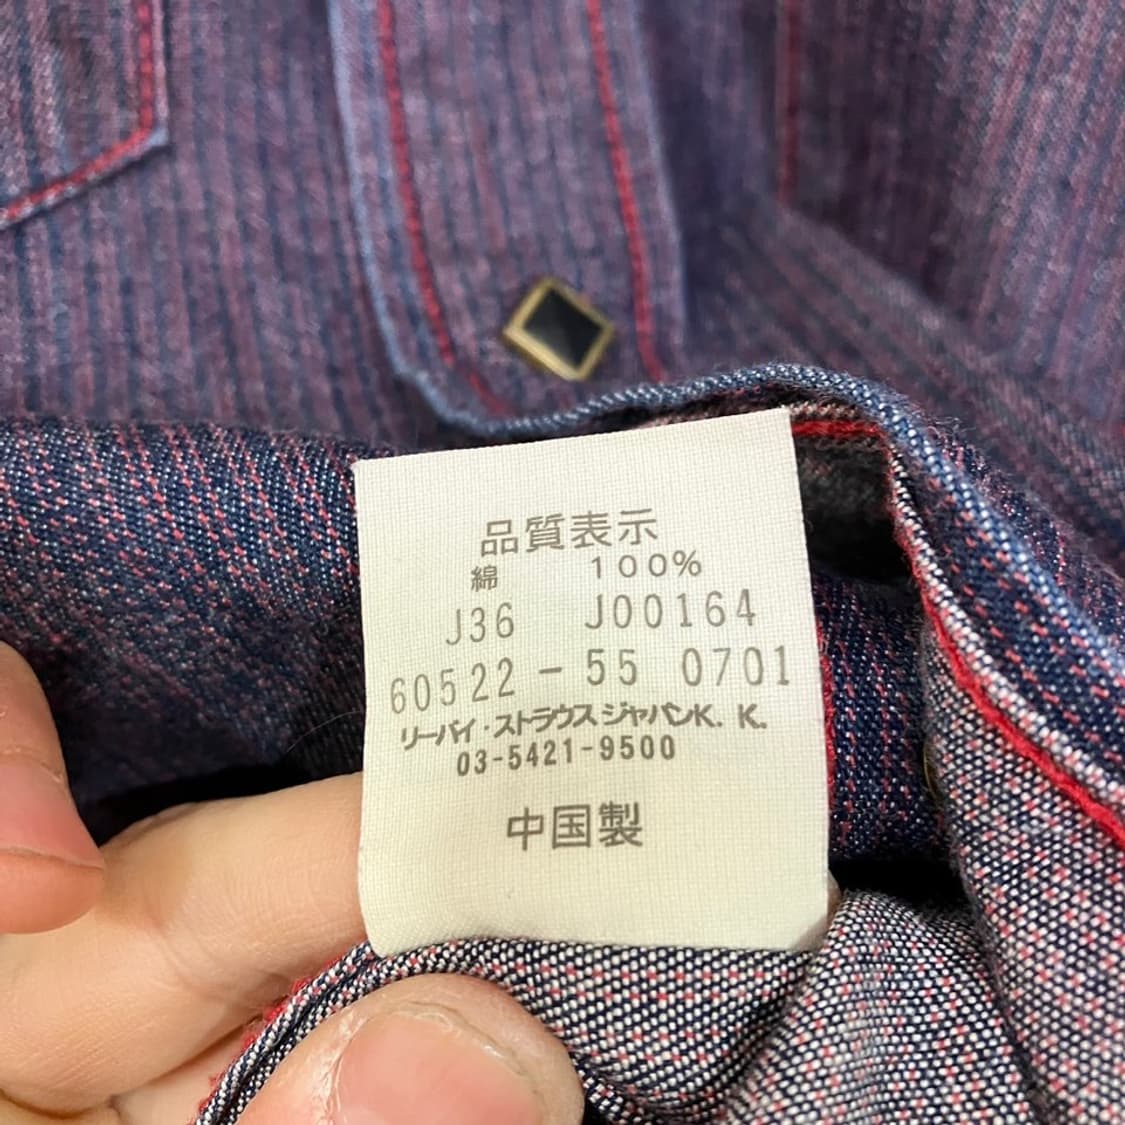 品質表示
綿 100%
J36 J00164
60522-55 0701
リーバイ・ストラウス ジャパンK.K.
03-5421-9500
中国製